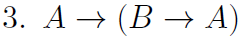 3. A → (B → A)